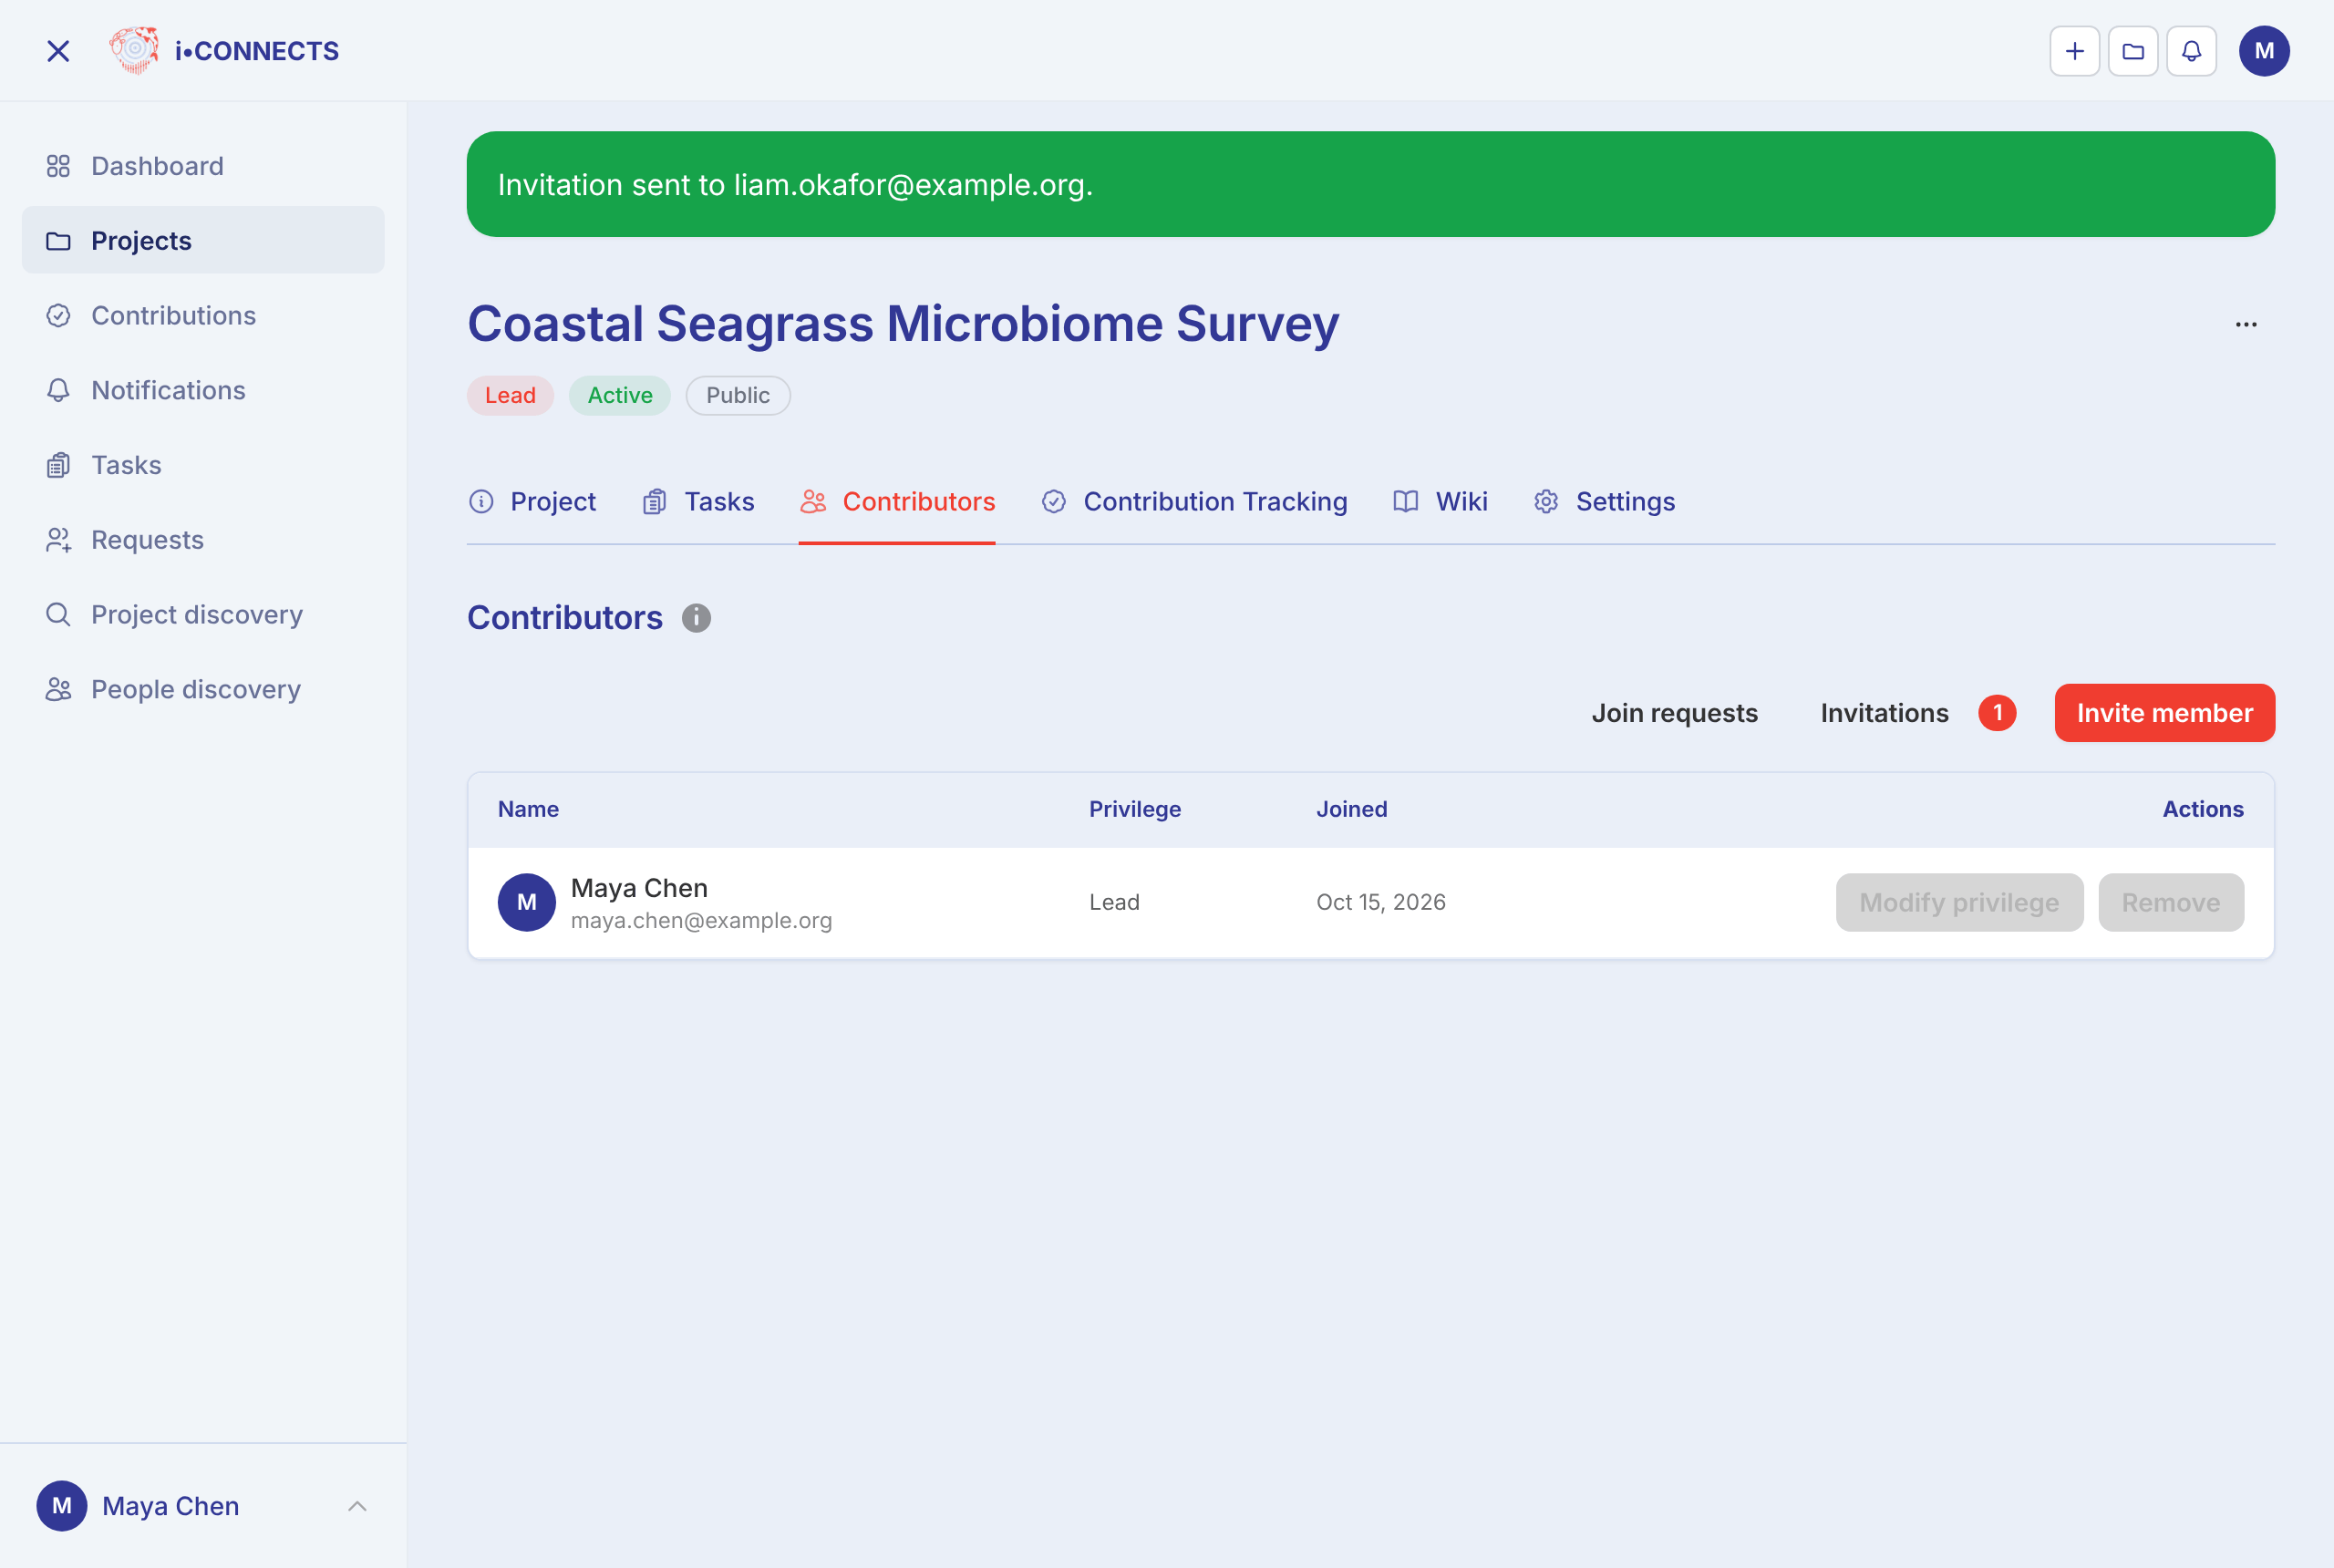 i•CONNECTS
M
Dashboard
Projects
Contributions
Notifications
Tasks
Requests
Project discovery
People discovery
Invitation sent to liam.okafor@example.org.
Coastal Seagrass Microbiome Survey
Lead Active Public
Project Tasks Contributors Contribution Tracking Wiki Settings
Contributors
Join requests Invitations 1 Invite member
Name Privilege Joined Actions
M Maya Chen Lead Oct 15, 2026 Modify privilege Remove
maya.chen@example.org
M Maya Chen